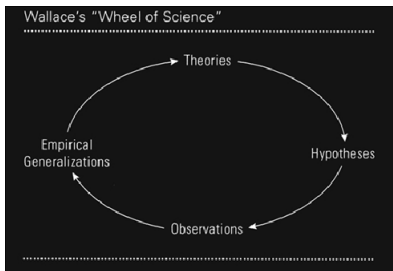 Wallace's "Wheel of Science"
Theories
Hypotheses
Observations
Empirical
Generalizations